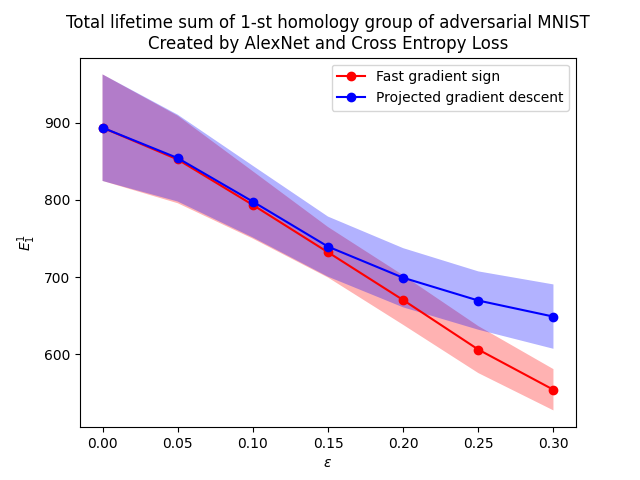 Total lifetime sum of 1-st homology group of adversarial MNIST
Created by AlexNet and Cross Entropy Loss
Fast gradient sign
Projected gradient descent
900
800
700
600
E₁¹
0.00 0.05 0.10 0.15 0.20 0.25 0.30
ε